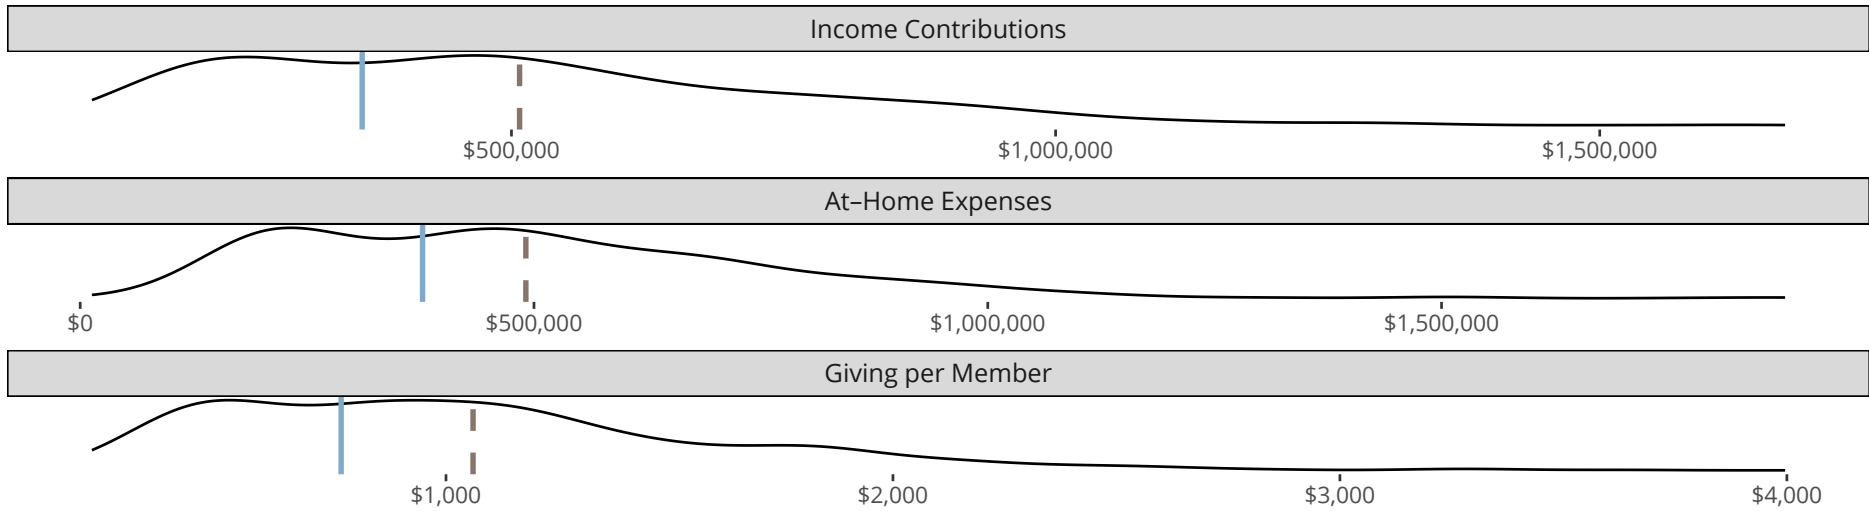 Income Contributions
$500,000 $1,000,000 $1,500,000
At–Home Expenses
$0 $500,000 $1,000,000 $1,500,000
Giving per Member
$1,000 $2,000 $3,000 $4,000